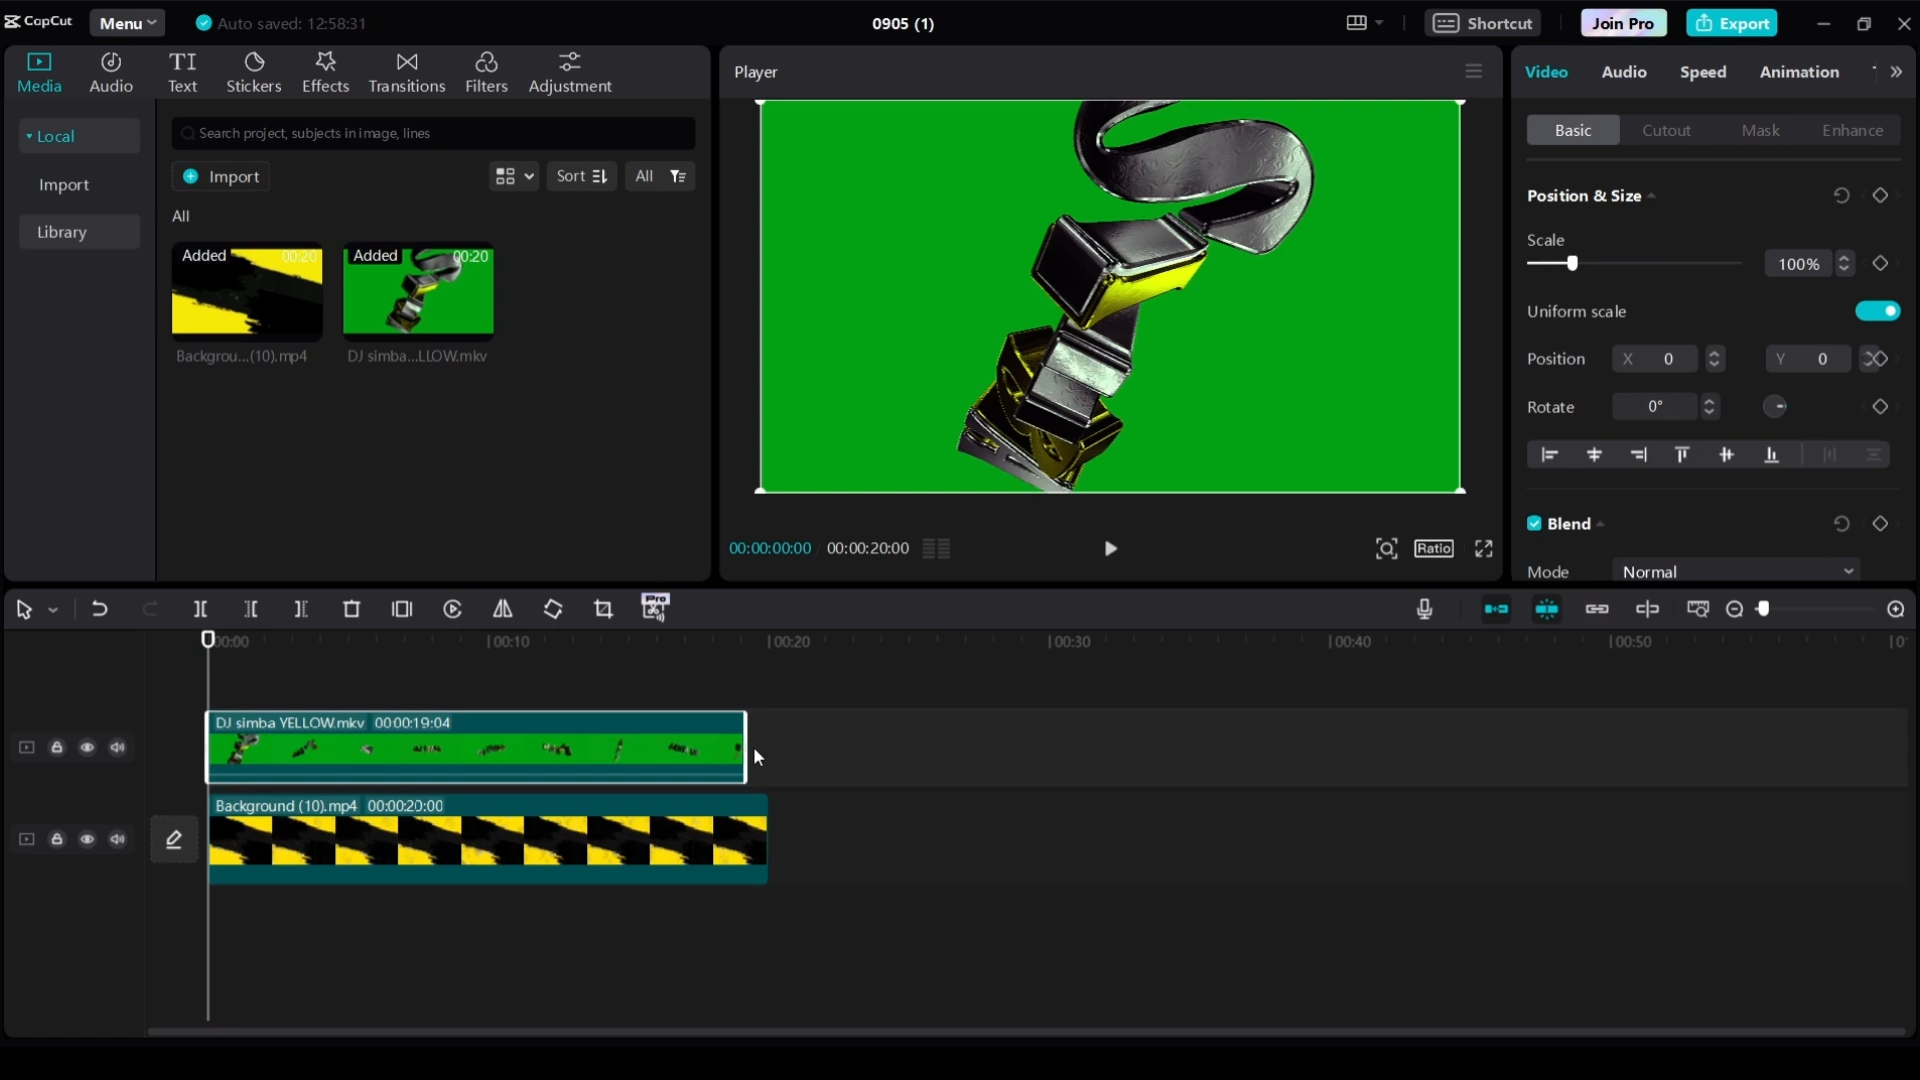 CapCut Menu Auto saved: 12:58:31 0905 (1) Shortcut Join Pro Export
Media Audio Text Stickers Effects Transitions Filters Adjustment
Player
Video Audio Speed Animation
Local
Import
Library
Search project, subjects in image, lines
Import Sort All
All
Added 00:20 Added 00:20
Backgrou...(10).mp4 DJ simba...LLOW.mkv
00:00:00:00 / 00:00:20:00 Ratio
Basic Cutout Mask Enhance
Position & Size
Scale
100%
Uniform scale
Position X 0 Y 0
Rotate 0°
Blend
Mode Normal
Pro
00:00 00:10 00:20 00:30 00:40 00:50
DJ simba YELLOW.mkv 00:00:19:04
Background (10).mp4 00:00:20:00